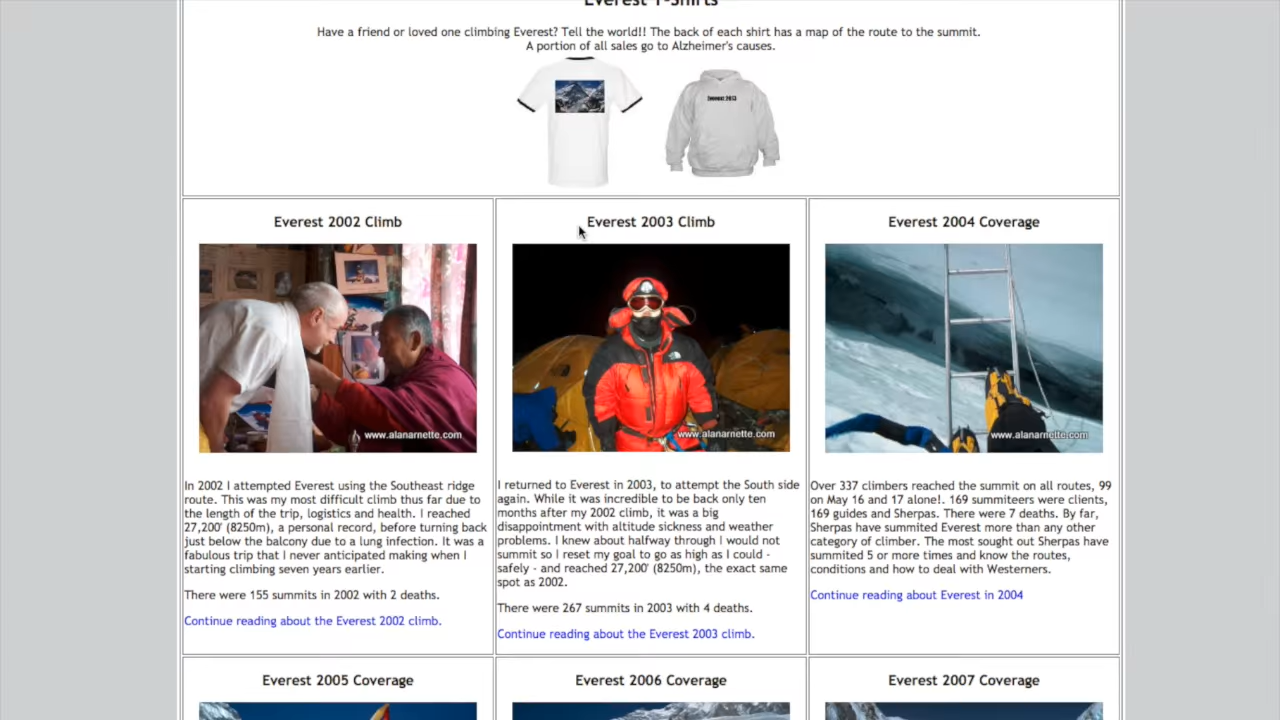 Everest T-Shirts
Have a friend or loved one climbing Everest? Tell the world!! The back of each shirt has a map of the route to the summit.
A portion of all sales go to Alzheimer's causes.
Everest 2002 Climb
www.alanarnette.com
In 2002 I attempted Everest using the Southeast ridge
route. This was my most difficult climb thus far due to
the length of the trip, logistics and health. I reached
27,200' (8250m), a personal record, before turning back
just below the balcony due to a lung infection. It was a
fabulous trip that I never anticipated making when I
starting climbing seven years earlier.
There were 155 summits in 2002 with 2 deaths.
Continue reading about the Everest 2002 climb.
Everest 2003 Climb
www.alanarnette.com
I returned to Everest in 2003, to attempt the South side
again. While it was incredible to be back only ten
months after my 2002 climb, it was a big
disappointment with altitude sickness and weather
problems. I knew about halfway through I would not
summit so I reset my goal to go as high as I could -
safely - and reached 27,200' (8250m), the exact same
spot as 2002.
There were 267 summits in 2003 with 4 deaths.
Continue reading about the Everest 2003 climb.
Everest 2004 Coverage
www.alanarnette.com
Over 337 climbers reached the summit on all routes, 99
on May 16 and 17 alone!. 169 summiteers were clients,
169 guides and Sherpas. There were 7 deaths. By far,
Sherpas have summited Everest more than any other
category of climber. The most sought out Sherpas have
summited 5 or more times and know the routes,
conditions and how to deal with Westerners.
Continue reading about Everest in 2004
Everest 2005 Coverage
Everest 2006 Coverage
Everest 2007 Coverage